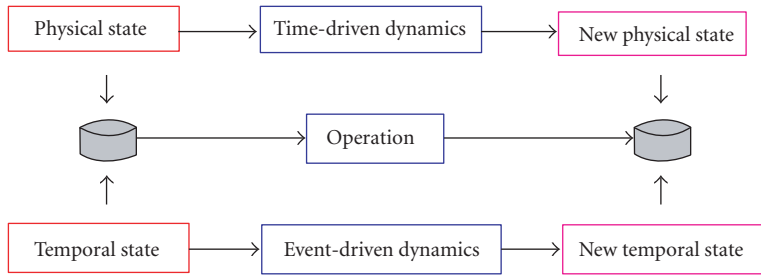 Physical state
Time-driven dynamics
New physical state
Operation
Temporal state
Event-driven dynamics
New temporal state